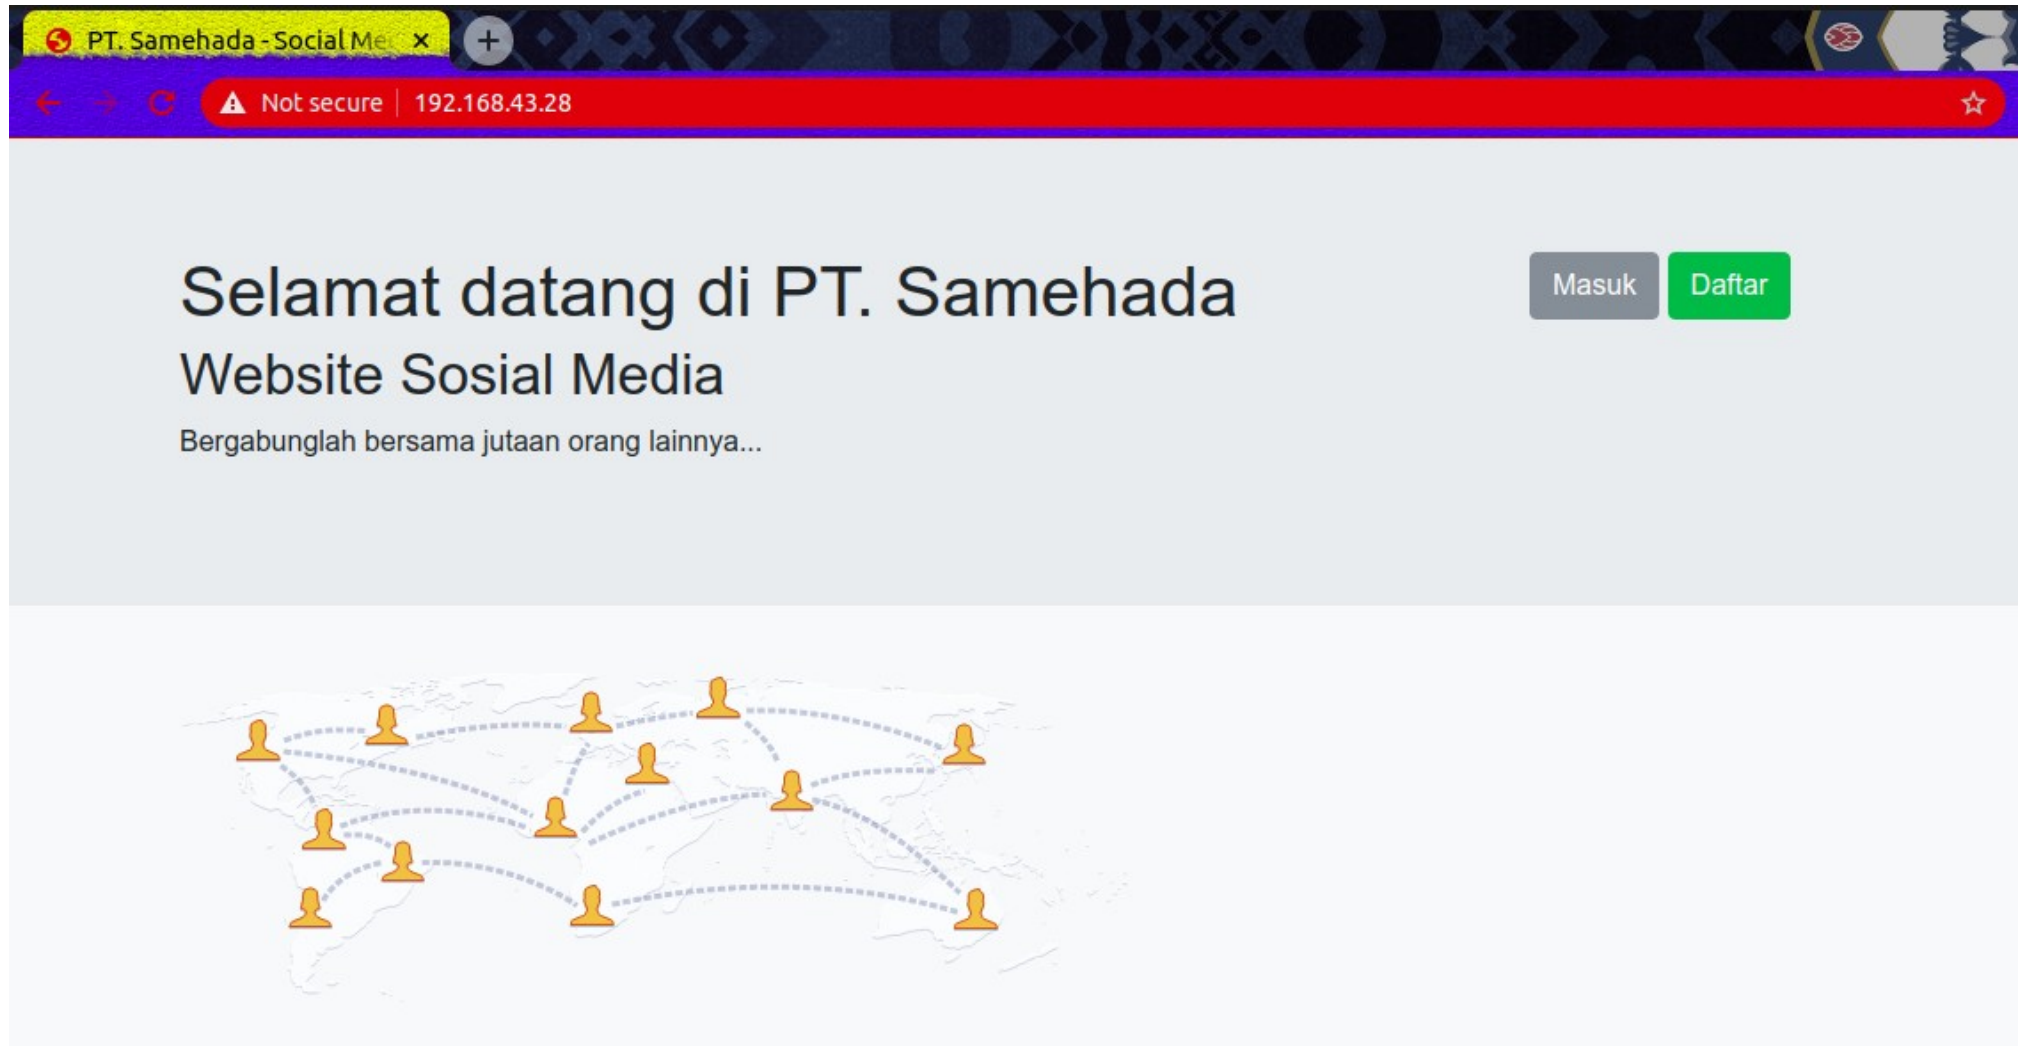 PT. Samehada - Social Me
Not secure
192.168.43.28
Selamat datang di PT. Samehada
Masuk
Daftar
Website Sosial Media
Bergabunglah bersama jutaan orang lainnya...